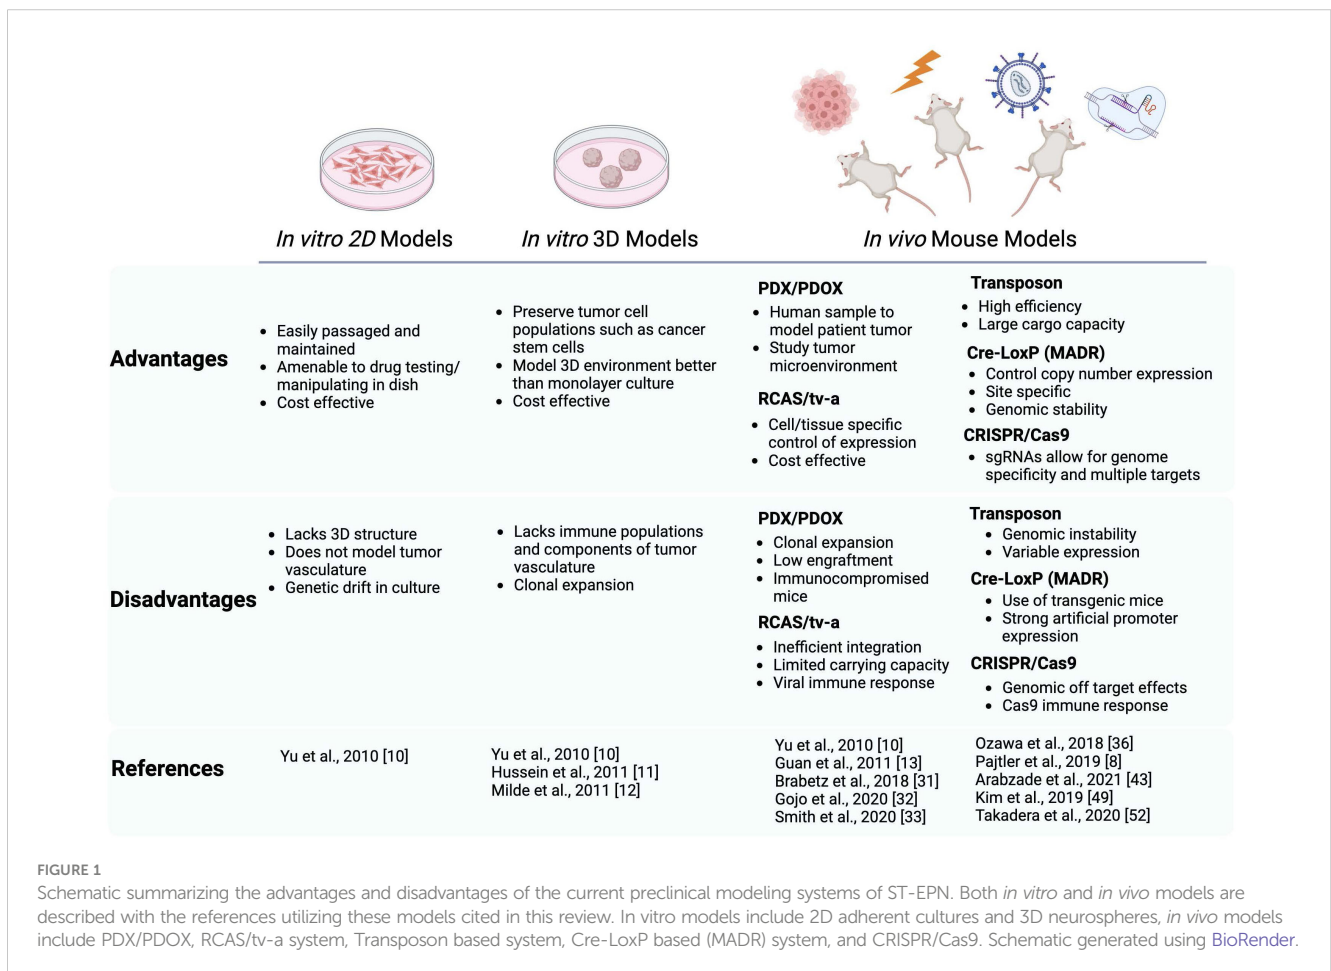 In vitro 2D Models
In vitro 3D Models
In vivo Mouse Models
Advantages
• Easily passaged and
maintained
• Amenable to drug testing/
manipulating in dish
• Cost effective
• Preserve tumor cell
populations such as cancer
stem cells
• Model 3D environment better
than monolayer culture
• Cost effective
PDX/PDOX
• Human sample to
model patient tumor
• Study tumor
microenvironment
RCAS/tv-a
• Cell/tissue specific
control of expression
• Cost effective
Transposon
• High efficiency
• Large cargo capacity
Cre-LoxP (MADR)
• Control copy number expression
• Site specific
• Genomic stability
CRISPR/Cas9
• sgRNAs allow for genome
specificity and multiple targets
Disadvantages
• Lacks 3D structure
• Does not model tumor
vasculature
• Genetic drift in culture
• Lacks immune populations
and components of tumor
vasculature
• Clonal expansion
PDX/PDOX
• Clonal expansion
• Low engraftment
• Immunocompromised
mice
RCAS/tv-a
• Inefficient integration
• Limited carrying capacity
• Viral immune response
Transposon
• Genomic instability
• Variable expression
Cre-LoxP (MADR)
• Use of transgenic mice
• Strong artificial promoter
expression
CRISPR/Cas9
• Genomic off target effects
• Cas9 immune response
References
Yu et al., 2010 [10]
Yu et al., 2010 [10]
Hussein et al., 2011 [11]
Milde et al., 2011 [12]
Yu et al., 2010 [10]
Guan et al., 2011 [13]
Brabetz et al., 2018 [31]
Gojo et al., 2020 [32]
Smith et al., 2020 [33]
Ozawa et al., 2018 [36]
Pajtler et al., 2019 [8]
Arabzade et al., 2021 [43]
Kim et al., 2019 [49]
Takadera et al., 2020 [52]
FIGURE 1
Schematic summarizing the advantages and disadvantages of the current preclinical modeling systems of ST-EPN. Both in vitro and in vivo models are
described with the references utilizing these models cited in this review. In vitro models include 2D adherent cultures and 3D neurospheres, in vivo models
include PDX/PDOX, RCAS/tv-a system, Transposon based system, Cre-LoxP based (MADR) system, and CRISPR/Cas9. Schematic generated using BioRender.